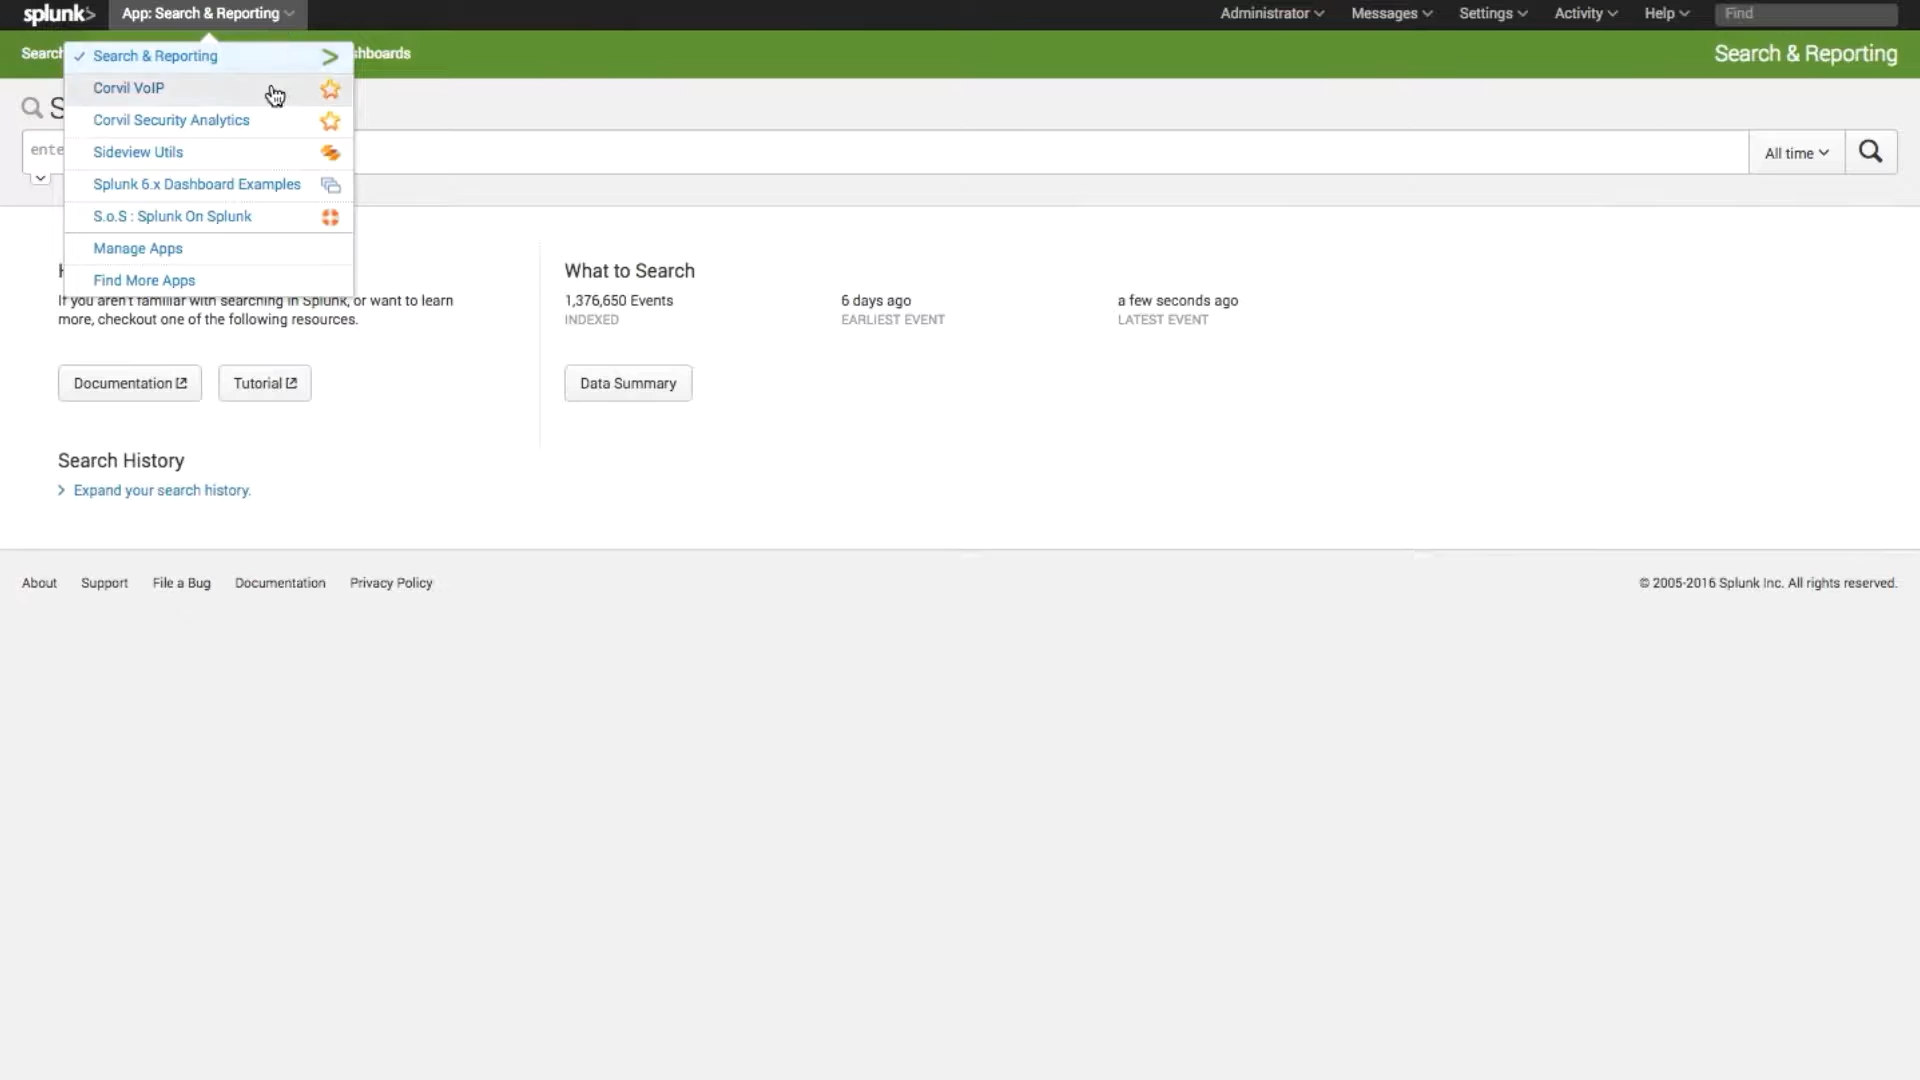 splunk> App: Search & Reporting Administrator Messages Settings Activity Help Find
Search hboards Search & Reporting
Search & Reporting
Corvil VoIP
S
Corvil Security Analytics
ente All time
Sideview Utils
Splunk 6.x Dashboard Examples
S.o.S : Splunk On Splunk
Manage Apps
Find More Apps
What to Search
If you aren't familiar with searching in Splunk, or want to learn
more, checkout one of the following resources.
1,376,650 Events 6 days ago a few seconds ago
INDEXED EARLIEST EVENT LATEST EVENT
Documentation Tutorial Data Summary
Search History
> Expand your search history.
About Support File a Bug Documentation Privacy Policy © 2005-2016 Splunk Inc. All rights reserved.